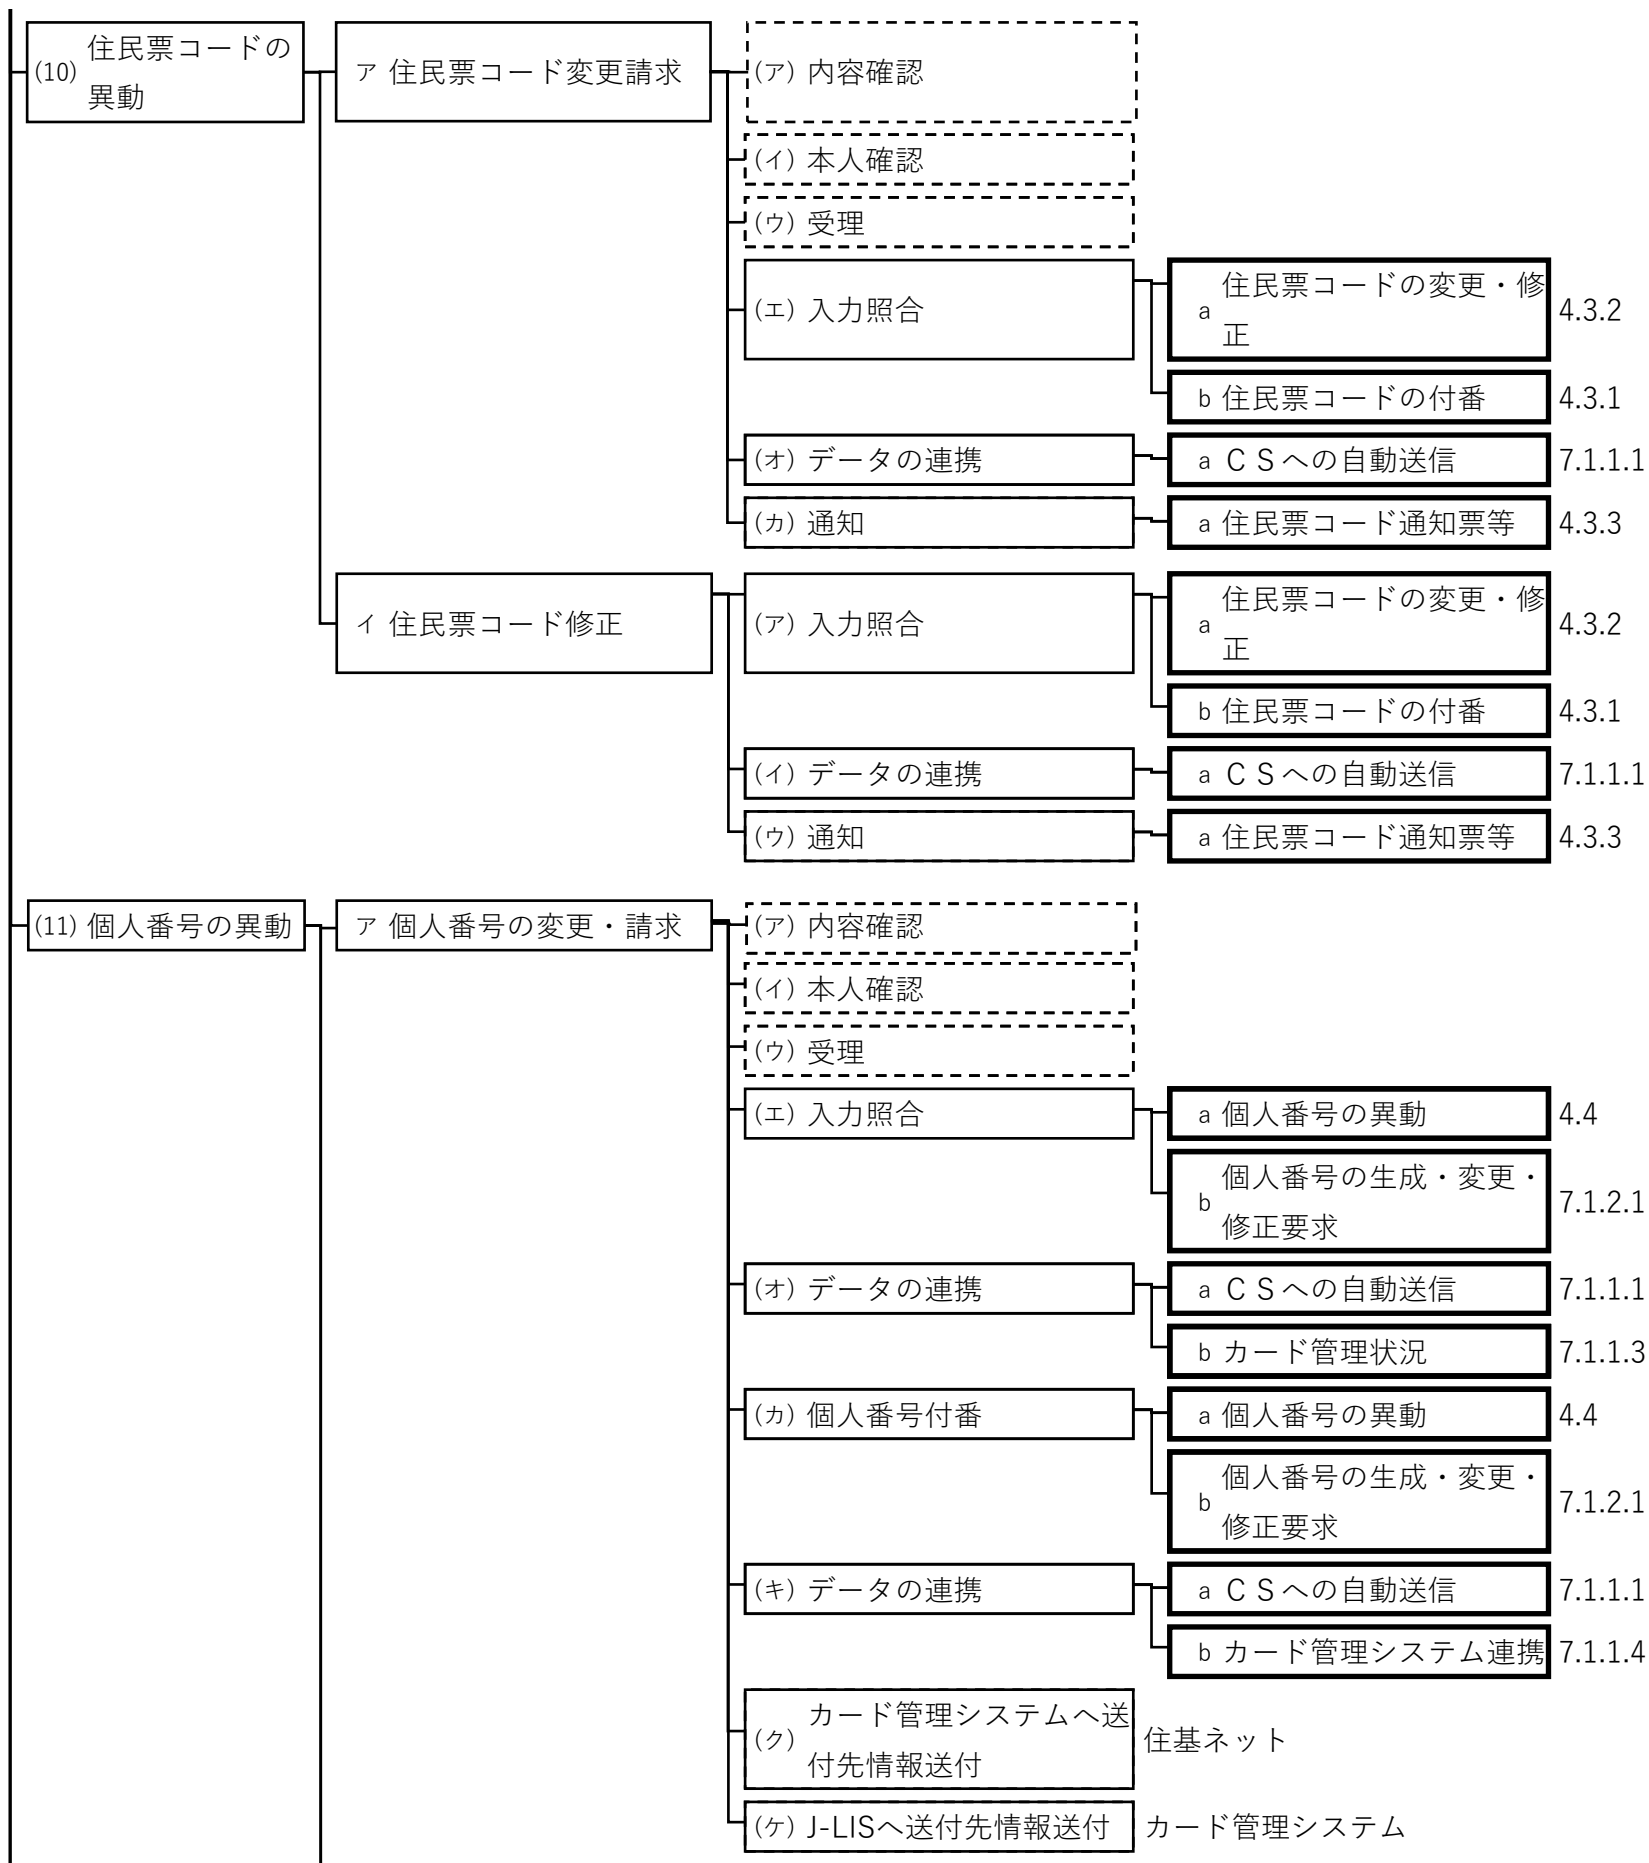 (10) 住民票コードの
異動
ア 住民票コード変更請求
(ア) 内容確認
(イ) 本人確認
(ウ) 受理
(エ) 入力照合
a 住民票コードの変更・修
正
4.3.2
b 住民票コードの付番 4.3.1
(オ) データの連携
a ＣＳへの自動送信 7.1.1.1
(カ) 通知
a 住民票コード通知票等 4.3.3
イ 住民票コード修正
(ア) 入力照合
a 住民票コードの変更・修
正
4.3.2
b 住民票コードの付番 4.3.1
(イ) データの連携
a ＣＳへの自動送信 7.1.1.1
(ウ) 通知
a 住民票コード通知票等 4.3.3
(11) 個人番号の異動
ア 個人番号の変更・請求
(ア) 内容確認
(イ) 本人確認
(ウ) 受理
(エ) 入力照合
a 個人番号の異動 4.4
b 個人番号の生成・変更・
修正要求
7.1.2.1
(オ) データの連携
a ＣＳへの自動送信 7.1.1.1
b カード管理状況 7.1.1.3
(カ) 個人番号付番
a 個人番号の異動 4.4
b 個人番号の生成・変更・
修正要求
7.1.2.1
(キ) データの連携
a ＣＳへの自動送信 7.1.1.1
b カード管理システム連携 7.1.1.4
(ク) カード管理システムへ送
付先情報送付
住基ネット
(ケ) J-LISへ送付先情報送付 カード管理システム